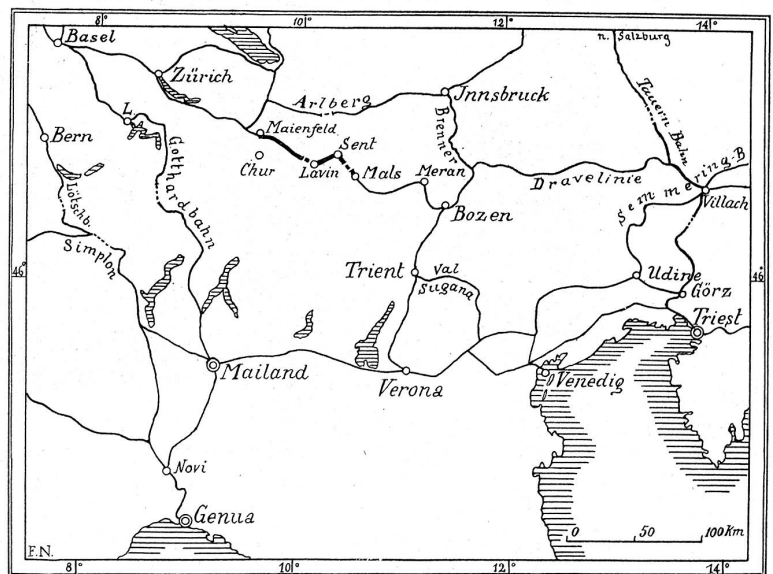 8°
10°
12°
14°
Basel
n. Salzburg
Zürich
Tauern Bahn
Arlberg
Innsbruck
L
Bern
Maienfeld
Brenner
Sent
Gotthardbahn
Chur
Lavin
Mals
Meran
Dravelinie
Semmering-B
Villach
Lötschb.
Bozen
Simplon
46°
Trient
Val
Sugana
Udine
46°
Görz
Triest
Mailand
Verona
Venedig
Novi
Genua
0 50 100 Km
F.N.
8°
10°
12°
14°